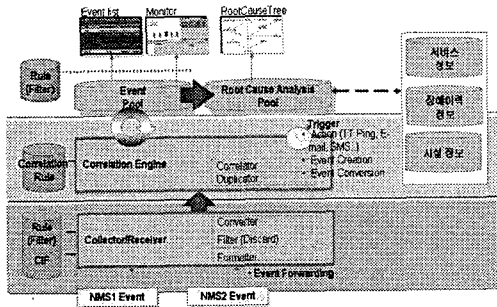 Event list
Monitor
RootCauseTree
Rule
(Filter)
Event
Pool
Root Cause Analysis
Pool
서비스
정보
장애이력
정보
시설 정보
Trigger
• Action (TT Ping, E-
mail, SMS..)
• Event Creation
• Event Conversion
Correlation
Rule
Correlation Engine
Correlator
Duplicator
Rule
(Filter)
CIF
Collector/Receiver
Converter
Filter (Discard)
Formatter
• Event Forwarding
NMS1 Event
NMS2 Event